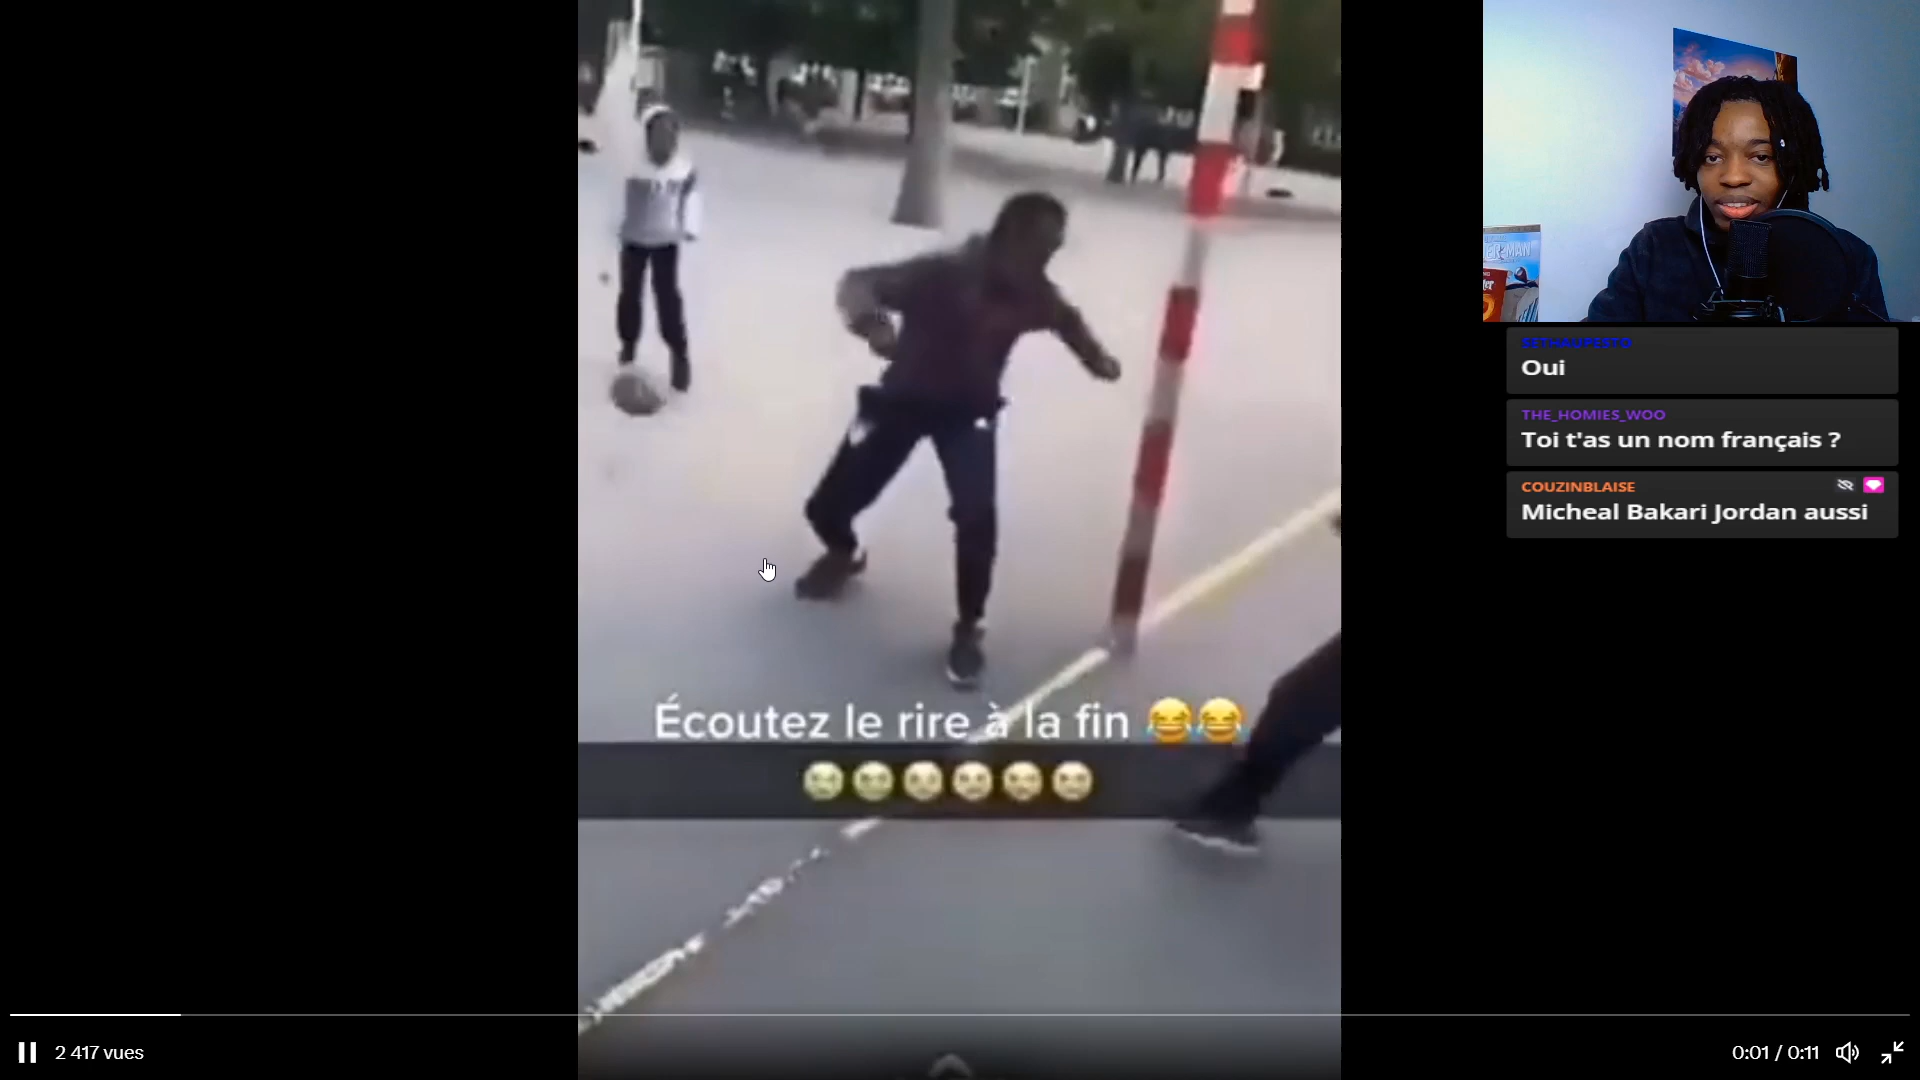 Écoutez le rire à la fin 😂😂
BETHAUPESTO
Oui
THE_HOMIES_WOO
Toi t'as un nom français ?
COUZINBLAISE
Micheal Bakari Jordan aussi
2 417 vues
0:01 / 0:11